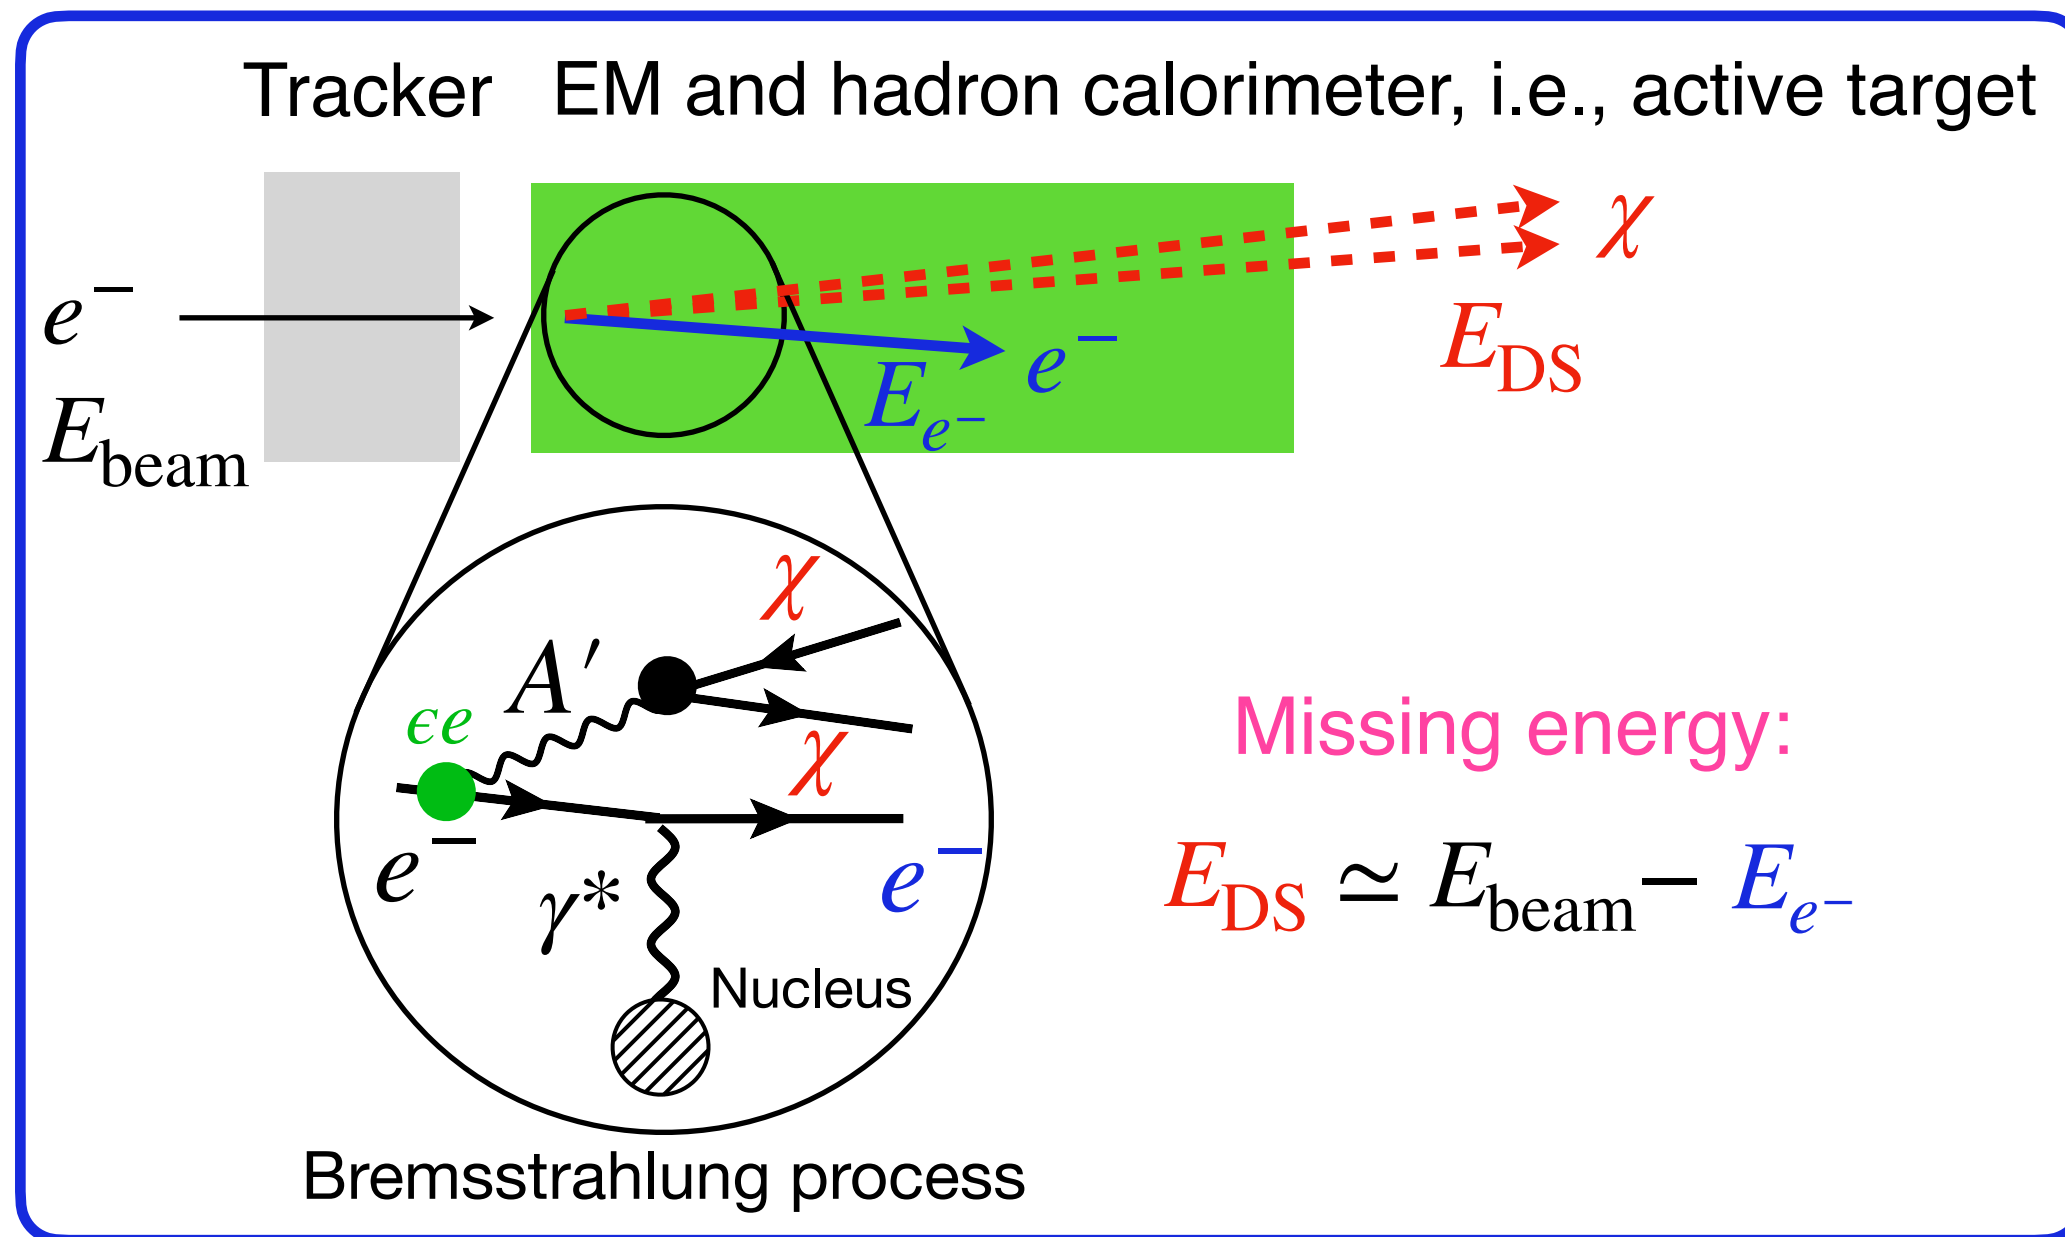 Tracker EM and hadron calorimeter, i.e., active target
χ
e⁻
E_DS
E_beam
E_e⁻ e⁻
χ
A′
ϵe
χ
e⁻
γ*
e⁻
Nucleus
Bremsstrahlung process
Missing energy:
E_DS ≃ E_beam − E_e⁻